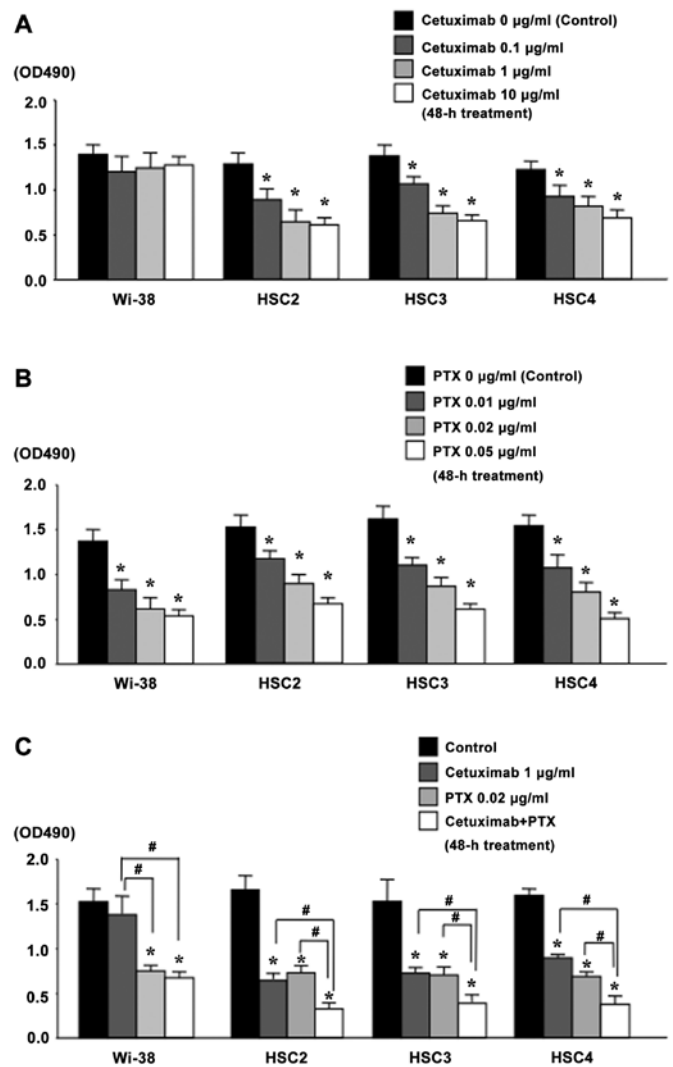 A
Cetuximab 0 µg/ml (Control)
Cetuximab 0.1 µg/ml
Cetuximab 1 µg/ml
Cetuximab 10 µg/ml
(48-h treatment)
(OD490)
2.0
1.5
1.0
0.5
0.0
* * *
* * *
* * *
Wi-38 HSC2 HSC3 HSC4
B
PTX 0 µg/ml (Control)
PTX 0.01 µg/ml
PTX 0.02 µg/ml
PTX 0.05 µg/ml
(48-h treatment)
(OD490)
2.0
1.5
1.0
0.5
0.0
* * *
* * *
* * *
* * *
Wi-38 HSC2 HSC3 HSC4
C
Control
Cetuximab 1 µg/ml
PTX 0.02 µg/ml
Cetuximab+PTX
(48-h treatment)
(OD490)
2.0
1.5
1.0
0.5
0.0
# #
* *
# #
* * *
# #
* * *
# #
* * *
Wi-38 HSC2 HSC3 HSC4